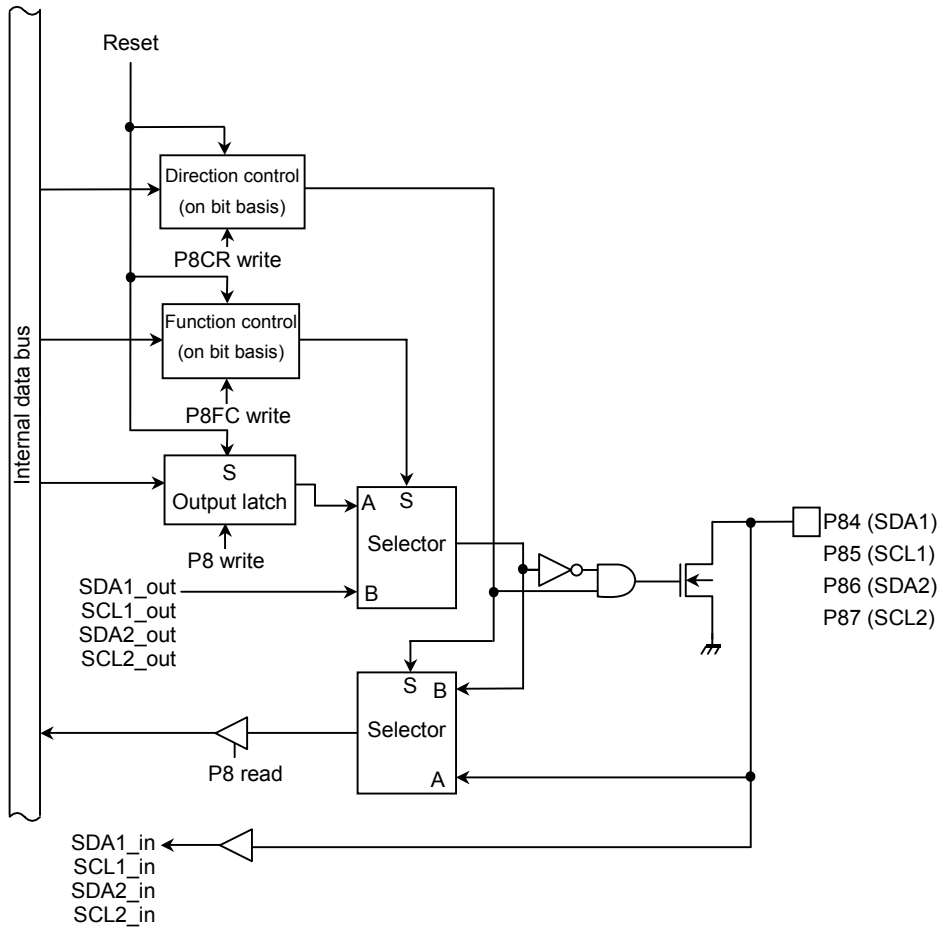 Reset
Direction control
(on bit basis)
P8CR write
Function control
(on bit basis)
P8FC write
Internal data bus
S
Output latch
P8 write
A
S
Selector
B
SDA1_out
SCL1_out
SDA2_out
SCL2_out
P84 (SDA1)
P85 (SCL1)
P86 (SDA2)
P87 (SCL2)
S
B
Selector
A
P8 read
SDA1_in
SCL1_in
SDA2_in
SCL2_in